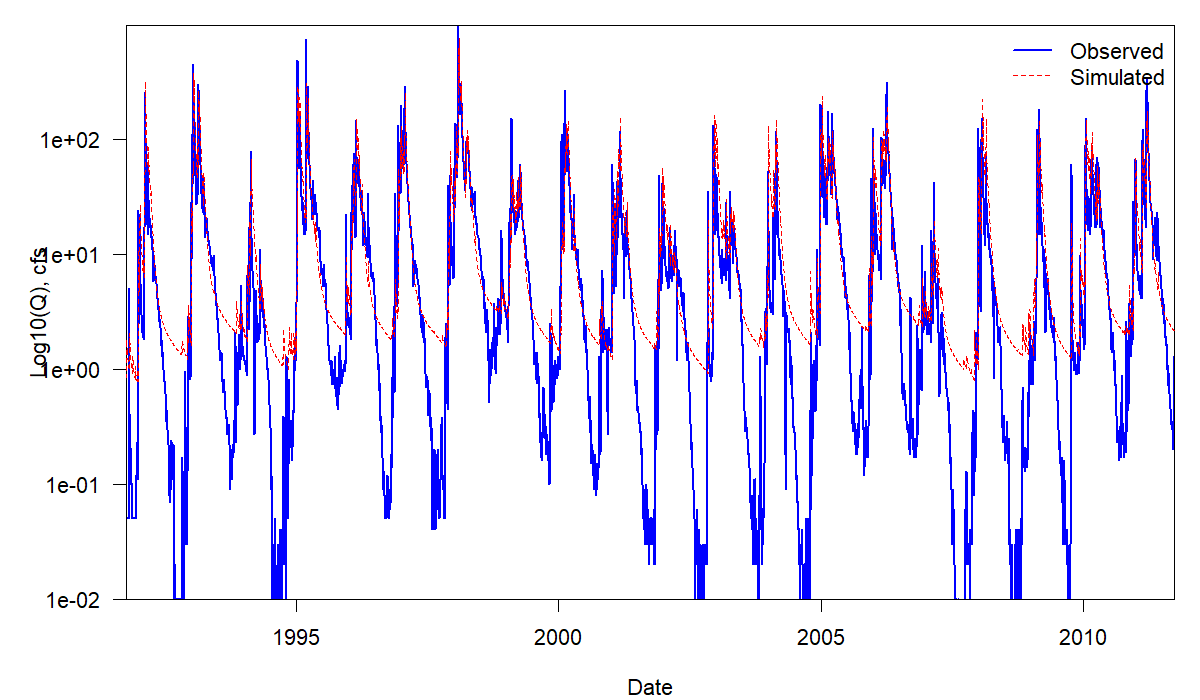 Observed
Simulated
1e+02
1e+01
1e+00
1e-01
1e-02
Log10(Q), cfs
1995
2000
2005
2010
Date